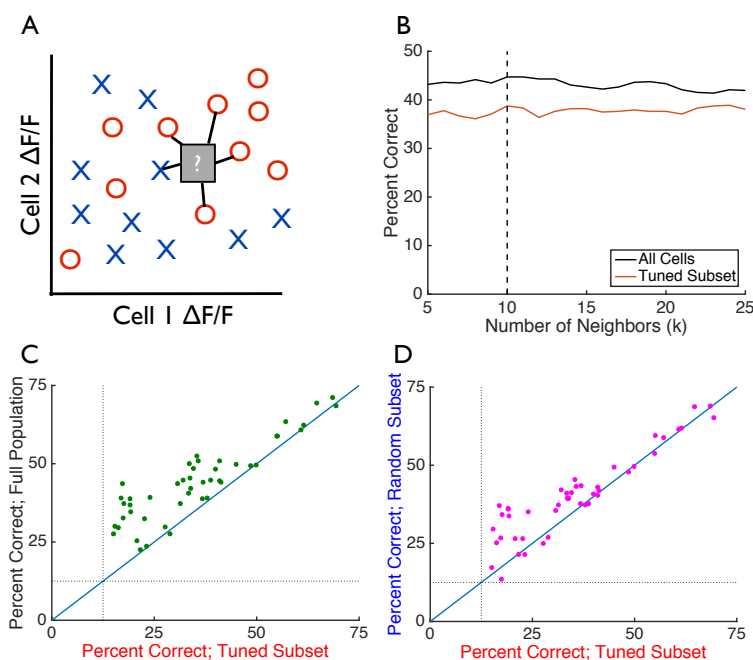 A
Cell 2 ΔF/F
?
Cell 1 ΔF/F
B
Percent Correct
50
40
30
20
10
0
All Cells
Tuned Subset
5
10
15
20
25
Number of Neighbors (k)
C
Percent Correct; Full Population
75
50
25
0
25
50
75
Percent Correct; Tuned Subset
D
Percent Correct; Random Subset
75
50
25
0
0
25
50
75
Percent Correct; Tuned Subset